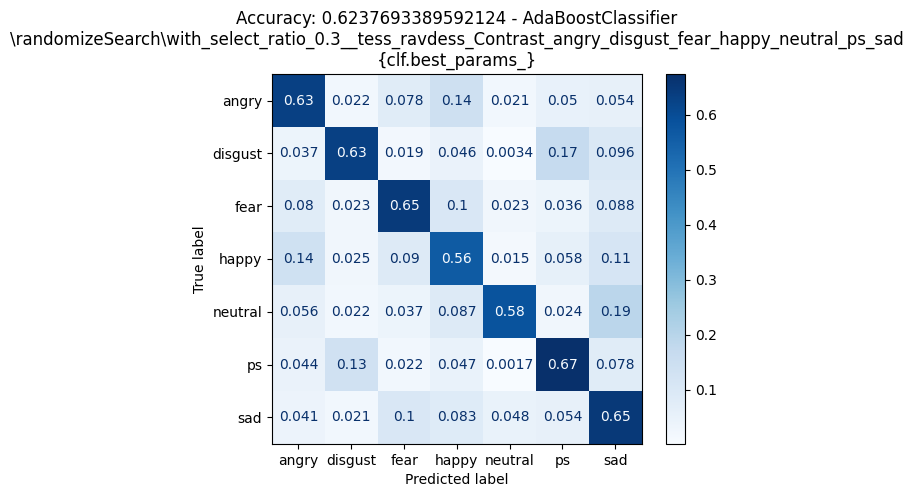 Accuracy: 0.6237693389592124 - AdaBoostClassifier
\randomizeSearch\with_select_ratio_0.3__tess_ravdess_Contrast_angry_disgust_fear_happy_neutral_ps_sad
{clf.best_params_}
angry 0.63 0.022 0.078 0.14 0.021 0.05 0.054
disgust 0.037 0.63 0.019 0.046 0.0034 0.17 0.096
fear 0.08 0.023 0.65 0.1 0.023 0.036 0.088
happy 0.14 0.025 0.09 0.56 0.015 0.058 0.11
neutral 0.056 0.022 0.037 0.087 0.58 0.024 0.19
ps 0.044 0.13 0.022 0.047 0.0017 0.67 0.078
sad 0.041 0.021 0.1 0.083 0.048 0.054 0.65
angry disgust fear happy neutral ps sad
Predicted label
True label
0.6
0.5
0.4
0.3
0.2
0.1